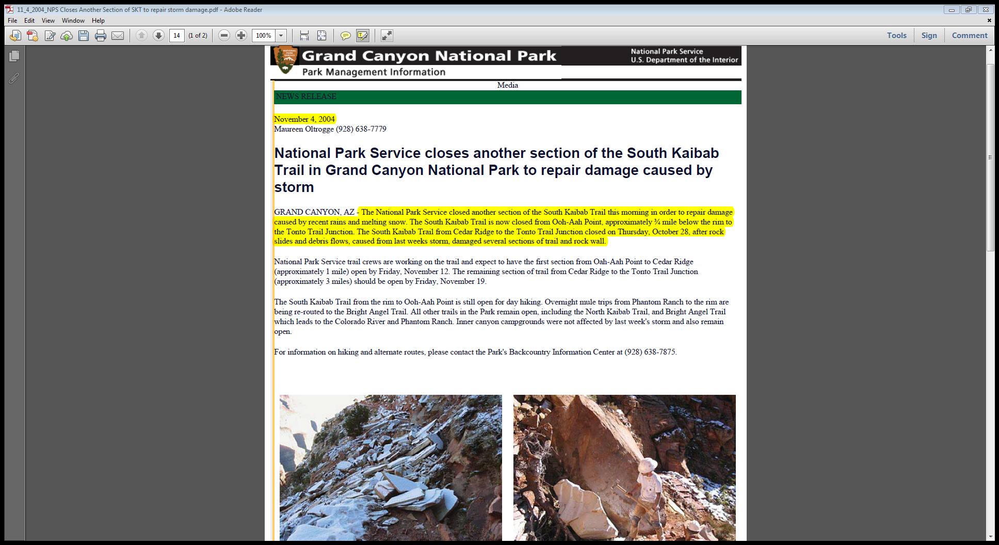 11_4_2004_NPS Closes Another Section of SKT to repair storm damage.pdf - Adobe Reader
File Edit View Window Help
14 (1 of 2) 100% Tools Sign Comment
NATIONAL PARK SERVICE
Grand Canyon National Park
National Park Service
U.S. Department of the Interior
Park Management Information
Media
NEWS RELEASE
November 4, 2004
Maureen Oltrogge (928) 638-7779
National Park Service closes another section of the South Kaibab
Trail in Grand Canyon National Park to repair damage caused by
storm
GRAND CANYON, AZ - The National Park Service closed another section of the South Kaibab Trail this morning in order to repair damage
caused by recent rains and melting snow. The South Kaibab Trail is now closed from Ooh-Aah Point, approximately ¾ mile below the rim to
the Tonto Trail Junction. The South Kaibab Trail from Cedar Ridge to the Tonto Trail Junction closed on Thursday, October 28, after rock
slides and debris flows, caused from last weeks storm, damaged several sections of trail and rock wall.
National Park Service trail crews are working on the trail and expect to have the first section from Oah-Aah Point to Cedar Ridge
(approximately 1 mile) open by Friday, November 12. The remaining section of trail from Cedar Ridge to the Tonto Trail Junction
(approximately 3 miles) should be open by Friday, November 19.
The South Kaibab Trail from the rim to Ooh-Aah Point is still open for day hiking. Overnight mule trips from Phantom Ranch to the rim are
being re-routed to the Bright Angel Trail. All other trails in the Park remain open, including the North Kaibab Trail, and Bright Angel Trail
which leads to the Colorado River and Phantom Ranch. Inner canyon campgrounds were not affected by last week's storm and also remain
open.
For information on hiking and alternate routes, please contact the Park's Backcountry Information Center at (928) 638-7875.